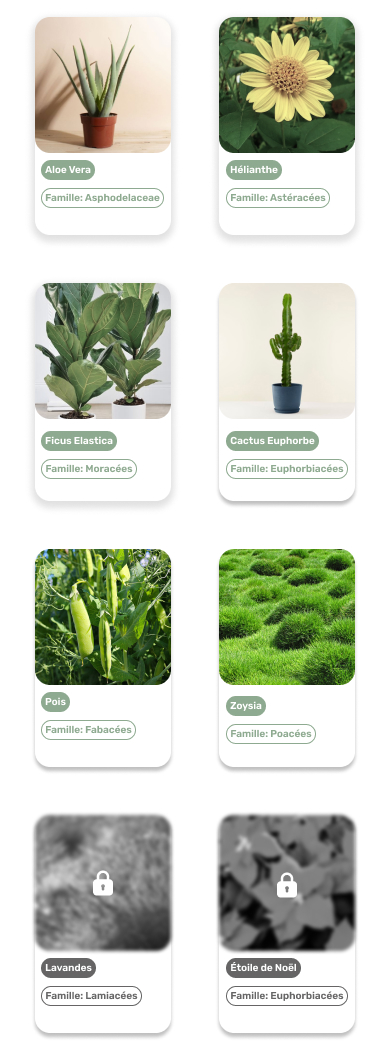 Aloe Vera
Famille: Asphodelaceae
Hélianthe
Famille: Astéracées
Ficus Elastica
Famille: Moracées
Cactus Euphorbe
Famille: Euphorbiacées
Pois
Famille: Fabacées
Zoysia
Famille: Poacées
Lavandes
Famille: Lamiacées
Étoile de Noël
Famille: Euphorbiacées